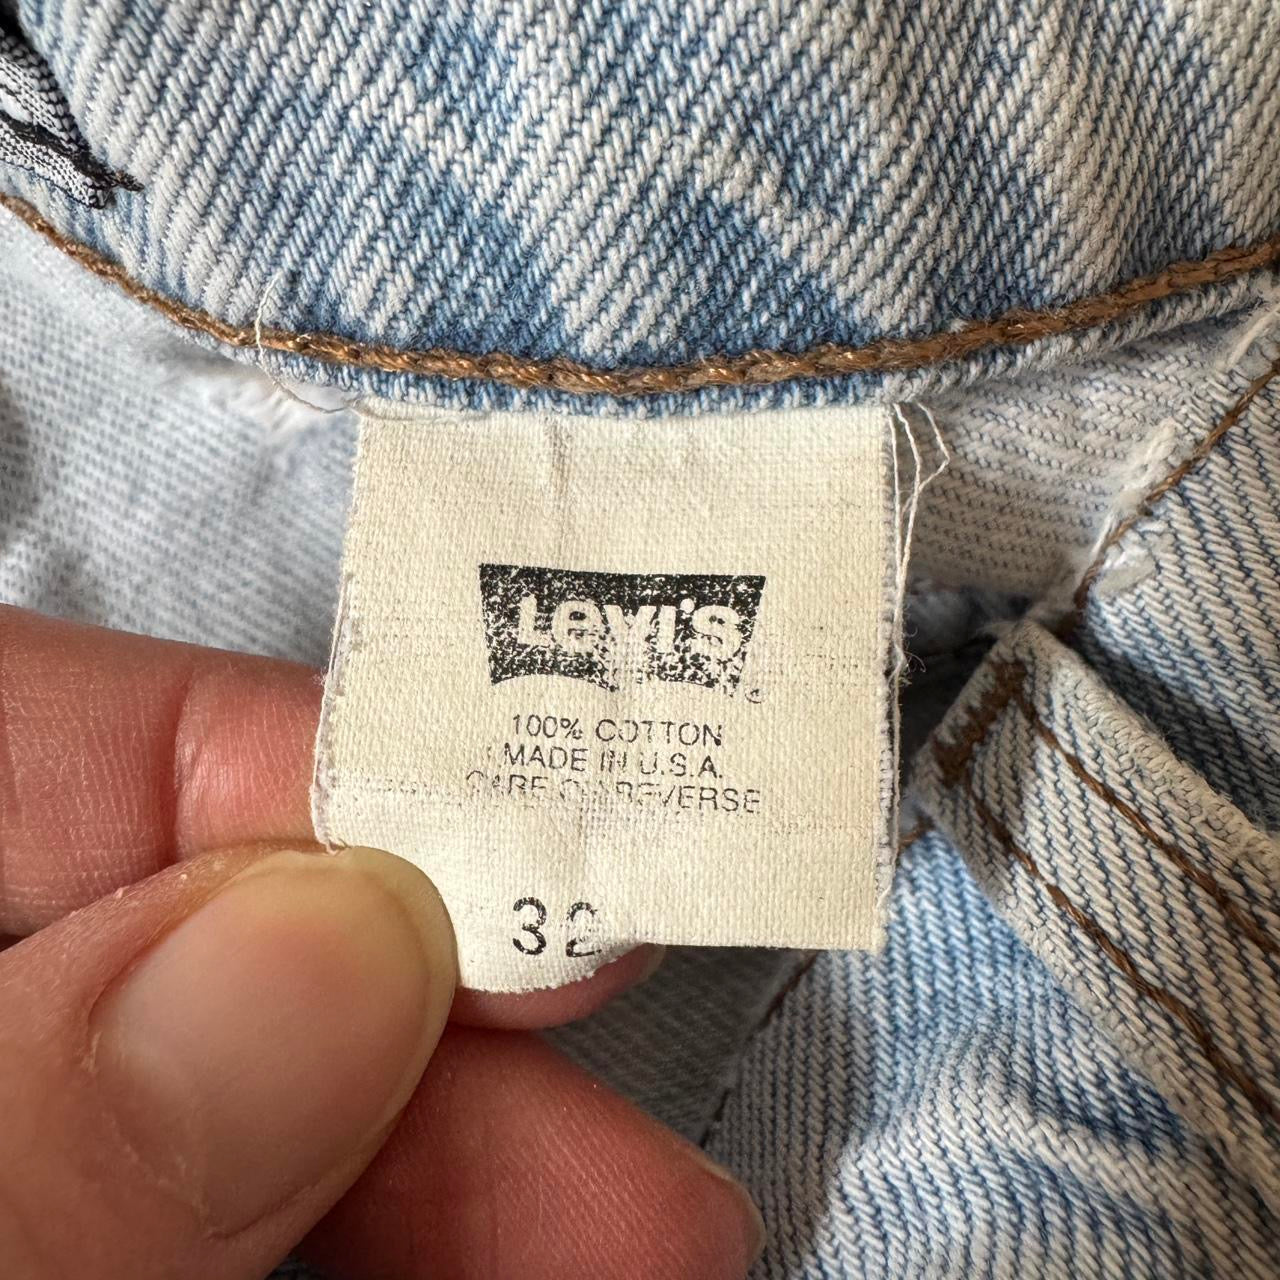 Levi's
100% COTTON
MADE IN U.S.A.
CARE ON REVERSE
32